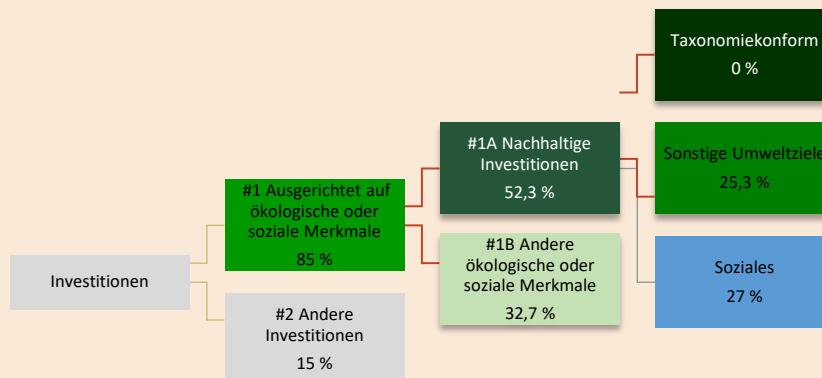 Taxonomiekonform
0 %
#1A Nachhaltige
Investitionen
52,3 %
Sonstige Umweltziele
25,3 %
#1 Ausgerichtet auf
ökologische oder
soziale Merkmale
85 %
#1B Andere
ökologische oder
soziale Merkmale
32,7 %
Soziales
27 %
Investitionen
#2 Andere
Investitionen
15 %